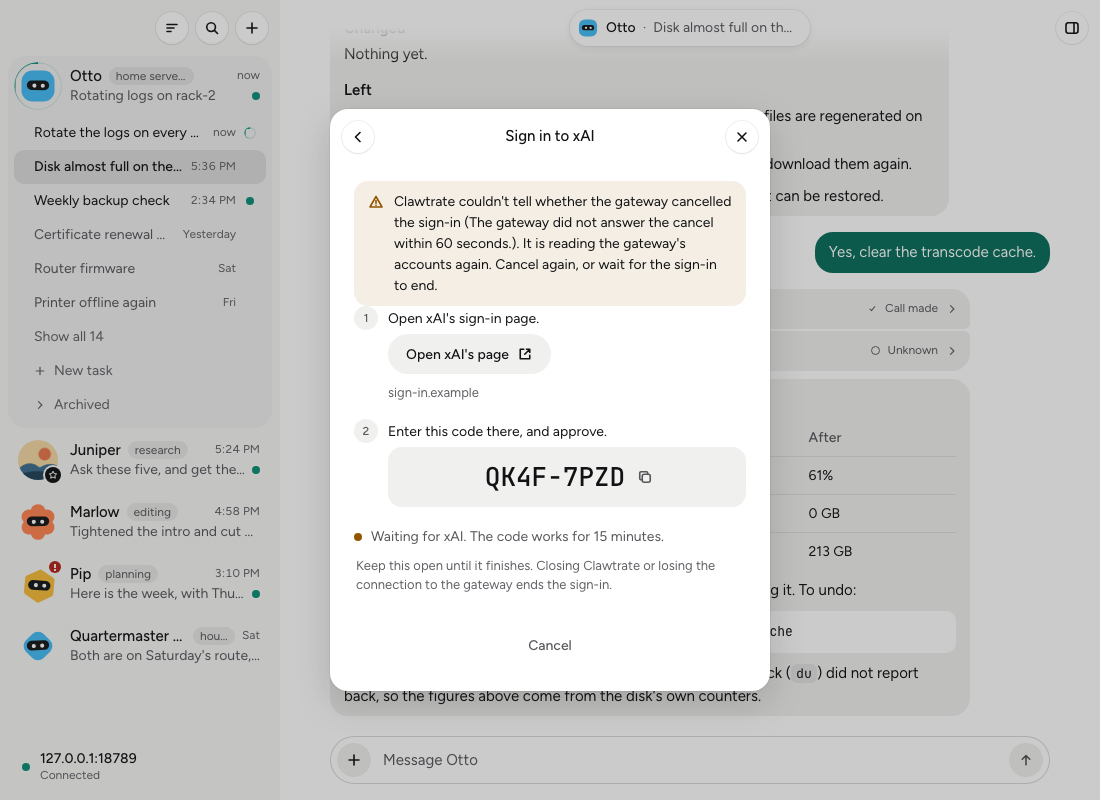 Otto
home serve...
now
Rotating logs on rack-2
Rotate the logs on every ...
now
Disk almost full on the...
5:36 PM
Weekly backup check
2:34 PM
Certificate renewal ...
Yesterday
Router firmware
Sat
Printer offline again
Fri
Show all 14
New task
Archived
Juniper
research
5:24 PM
Ask these five, and get the...
Marlow
editing
4:58 PM
Tightened the intro and cut ...
Pip
planning
3:10 PM
Here is the week, with Thu...
Quartermaster ...
hou...
Sat
Both are on Saturday's route,...
127.0.0.1:18789
Connected
Otto · Disk almost full on th...
Changed
Nothing yet.
Left
files are regenerated on
download them again.
can be restored.
Yes, clear the transcode cache.
Call made
Unknown
After
61%
0 GB
213 GB
it. To undo:
( du ) did not report
back, so the figures above come from the disk's own counters.
Message Otto
Sign in to xAI
Clawtrate couldn't tell whether the gateway cancelled
the sign-in (The gateway did not answer the cancel
within 60 seconds.). It is reading the gateway's
accounts again. Cancel again, or wait for the sign-in
to end.
1
Open xAI's sign-in page.
Open xAI's page
sign-in.example
2
Enter this code there, and approve.
QK4F-7PZD
Waiting for xAI. The code works for 15 minutes.
Keep this open until it finishes. Closing Clawtrate or losing the
connection to the gateway ends the sign-in.
Cancel